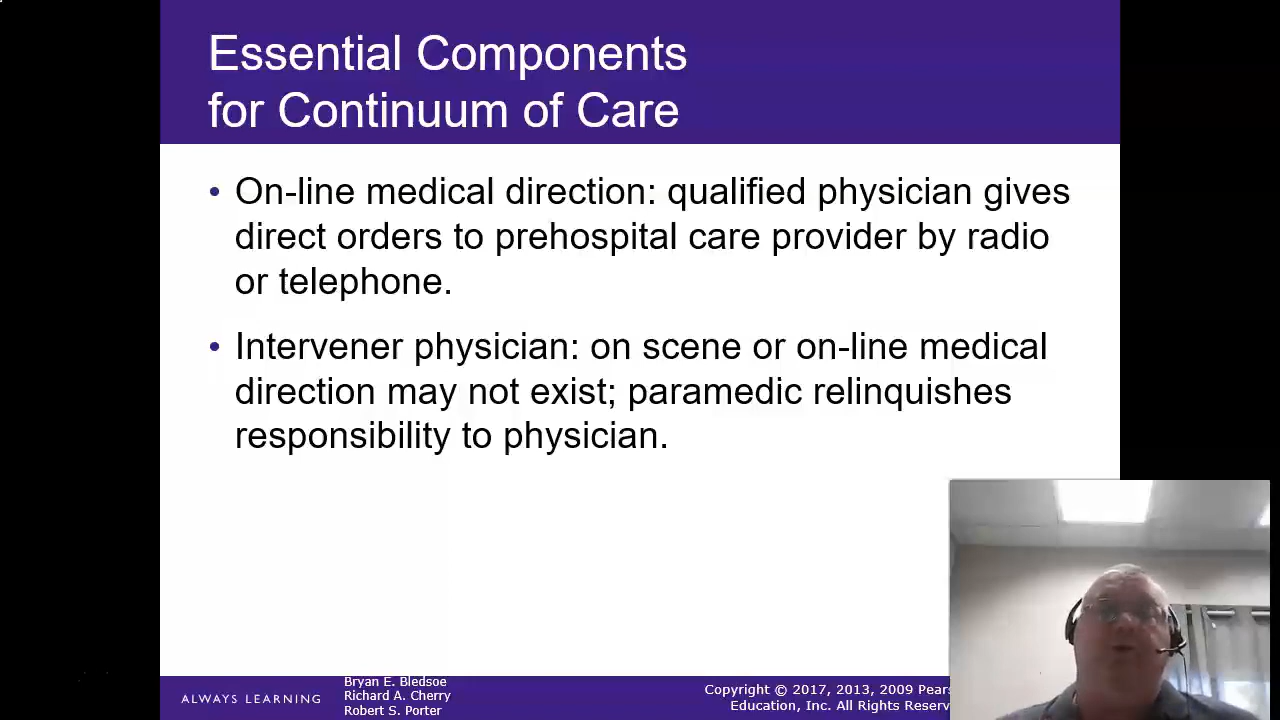 Essential Components
for Continuum of Care
• On-line medical direction: qualified physician gives
direct orders to prehospital care provider by radio
or telephone.
• Intervener physician: on scene or on-line medical
direction may not exist; paramedic relinquishes
responsibility to physician.
ALWAYS LEARNING
Bryan E. Bledsoe
Richard A. Cherry
Robert S. Porter
Copyright © 2017, 2013, 2009
Education, Inc. All Rights